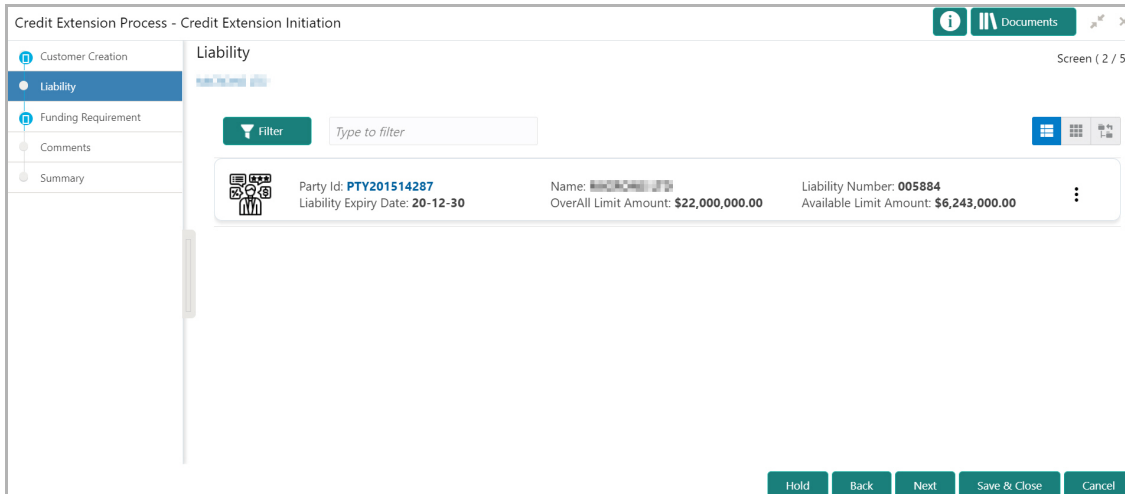 Credit Extension Process - Credit Extension Initiation
i Documents
Customer Creation
Liability
Funding Requirement
Comments
Summary
Liability
Screen ( 2 / 5
Filter
Type to filter
Party Id: PTY201514287 Name: Liability Number: 005884
Liability Expiry Date: 20-12-30 OverAll Limit Amount: $22,000,000.00 Available Limit Amount: $6,243,000.00
Hold Back Next Save & Close Cancel